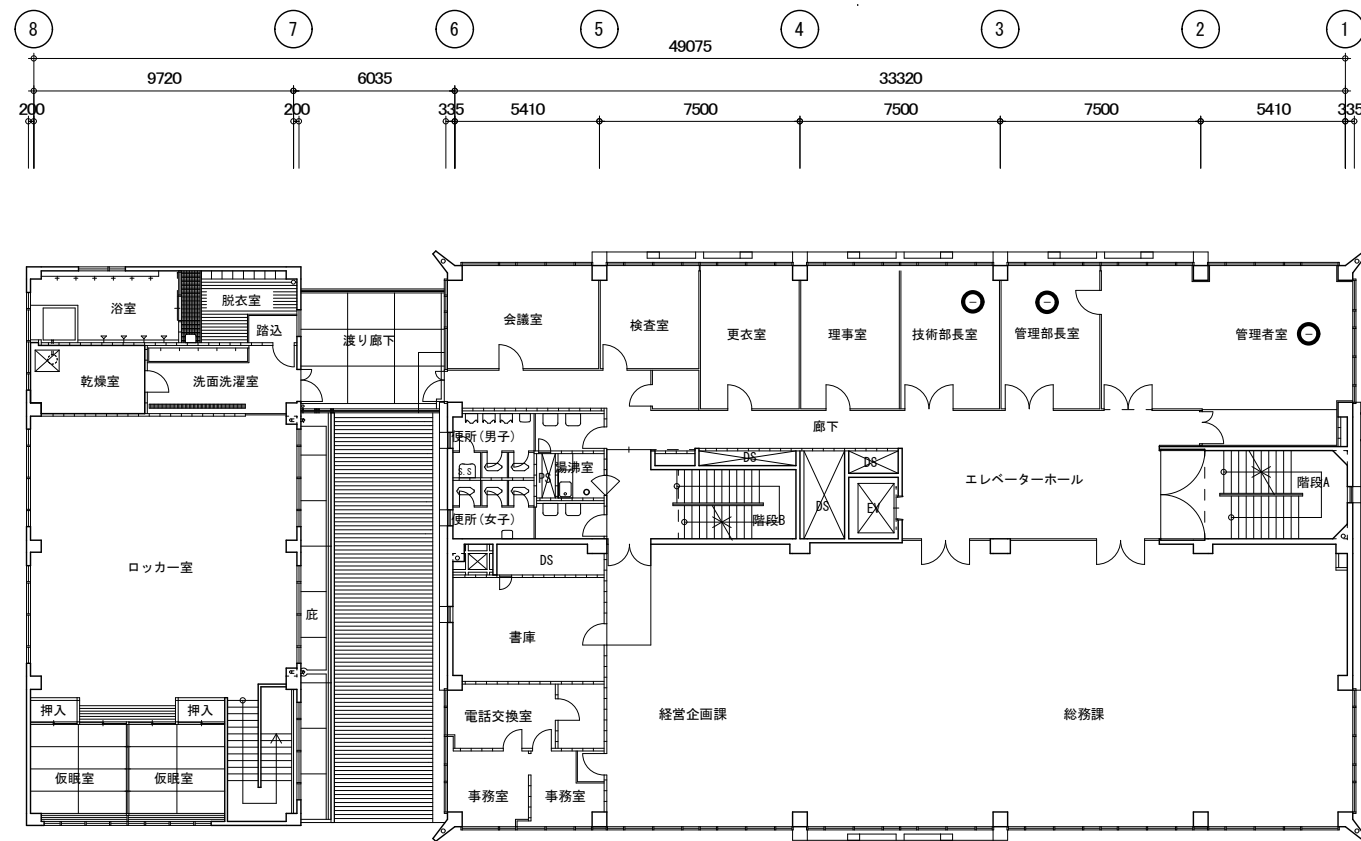 8 7 6 5 4 3 2 1
49075
9720 6035 33320
200 200 335 5410 7500 7500 7500 5410 335
浴室
脱衣室
踏込
渡り廊下
会議室
検査室
更衣室
理事室
技術部長室
管理部長室
管理者室
乾燥室
洗面洗濯室
便所(男子)
廊下
S.S
PS
湯沸室
DS
DS
エレベーターホール
階段A
便所(女子)
階段B
DS
EV
DS
ロッカー室
庇
書庫
押入
押入
電話交換室
経営企画課
総務課
仮眠室
仮眠室
事務室
事務室